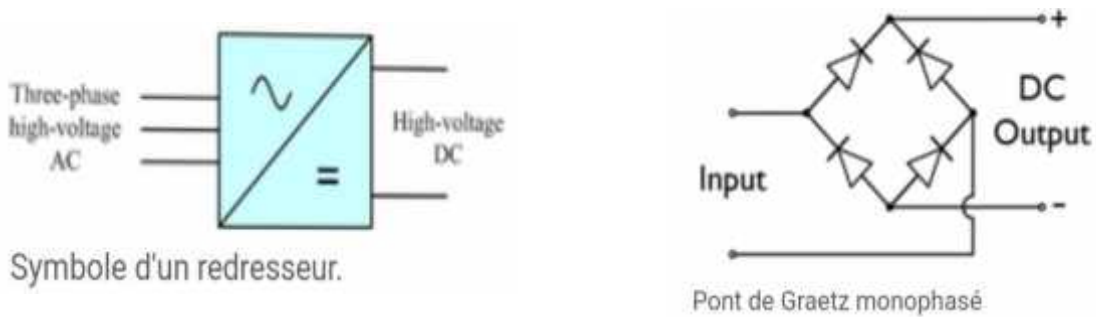 Three-phase
high-voltage
AC
High-voltage
DC
Symbole d'un redresseur.
+
DC
Output
Input
-
Pont de Graetz monophasé